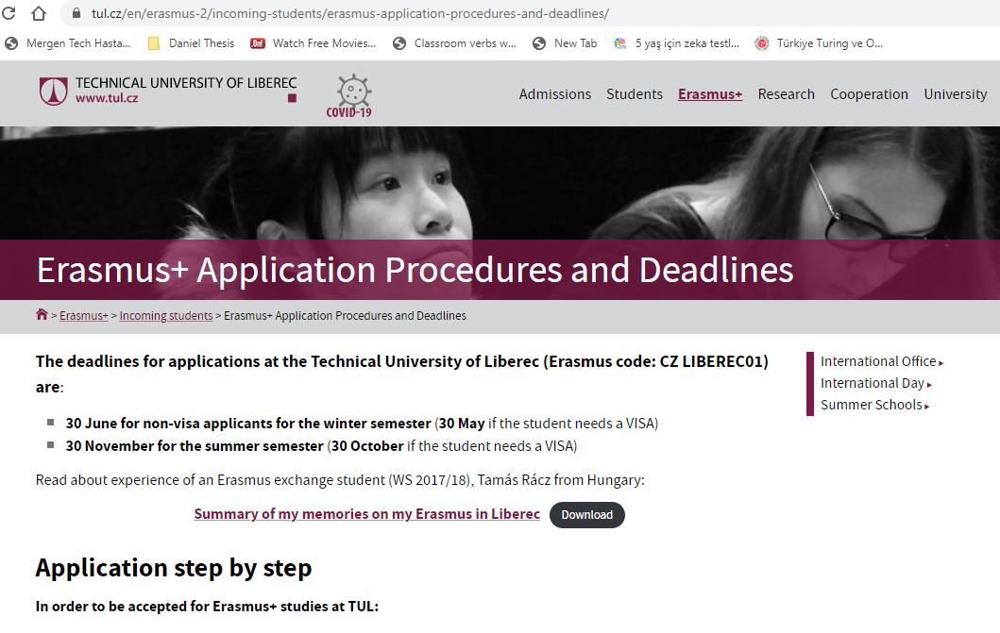 tul.cz/en/erasmus-2/incoming-students/erasmus-application-procedures-and-deadlines/
Mergen Tech Hasta... Daniel Thesis Watch Free Movies... Classroom verbs w... New Tab 5 yaş için zeka testl... Türkiye Turing ve O...
TECHNICAL UNIVERSITY OF LIBEREC
www.tul.cz
COVID-19
Admissions Students Erasmus+ Research Cooperation University
Erasmus+ Application Procedures and Deadlines
> Erasmus+ > Incoming students > Erasmus+ Application Procedures and Deadlines
The deadlines for applications at the Technical University of Liberec (Erasmus code: CZ LIBEREC01)
are:
30 June for non-visa applicants for the winter semester (30 May if the student needs a VISA)
30 November for the summer semester (30 October if the student needs a VISA)
Read about experience of an Erasmus exchange student (WS 2017/18), Tamás Rácz from Hungary:
Summary of my memories on my Erasmus in Liberec Download
Application step by step
In order to be accepted for Erasmus+ studies at TUL:
International Office
International Day
Summer Schools